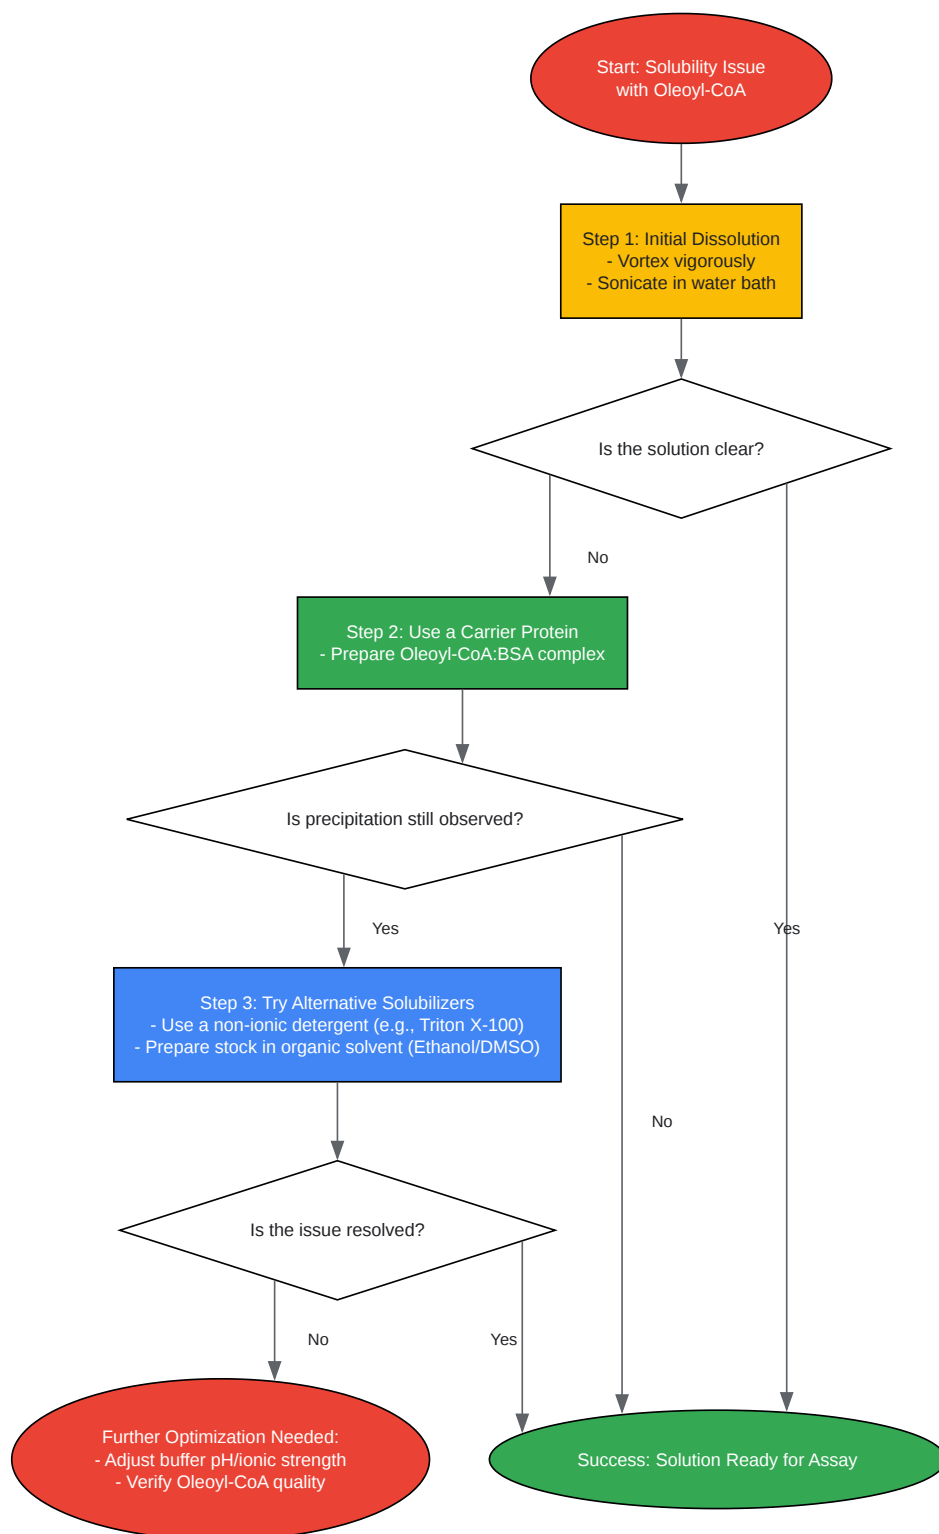 Start: Solubility Issue
with Oleoyl-CoA
Step 1: Initial Dissolution
- Vortex vigorously
- Sonicate in water bath
Is the solution clear?
No
Step 2: Use a Carrier Protein
- Prepare Oleoyl-CoA:BSA complex
Is precipitation still observed?
Yes
Yes
Step 3: Try Alternative Solubilizers
- Use a non-ionic detergent (e.g., Triton X-100)
- Prepare stock in organic solvent (Ethanol/DMSO)
No
Is the issue resolved?
No
Yes
Further Optimization Needed:
- Adjust buffer pH/ionic strength
- Verify Oleoyl-CoA quality
Success: Solution Ready for Assay